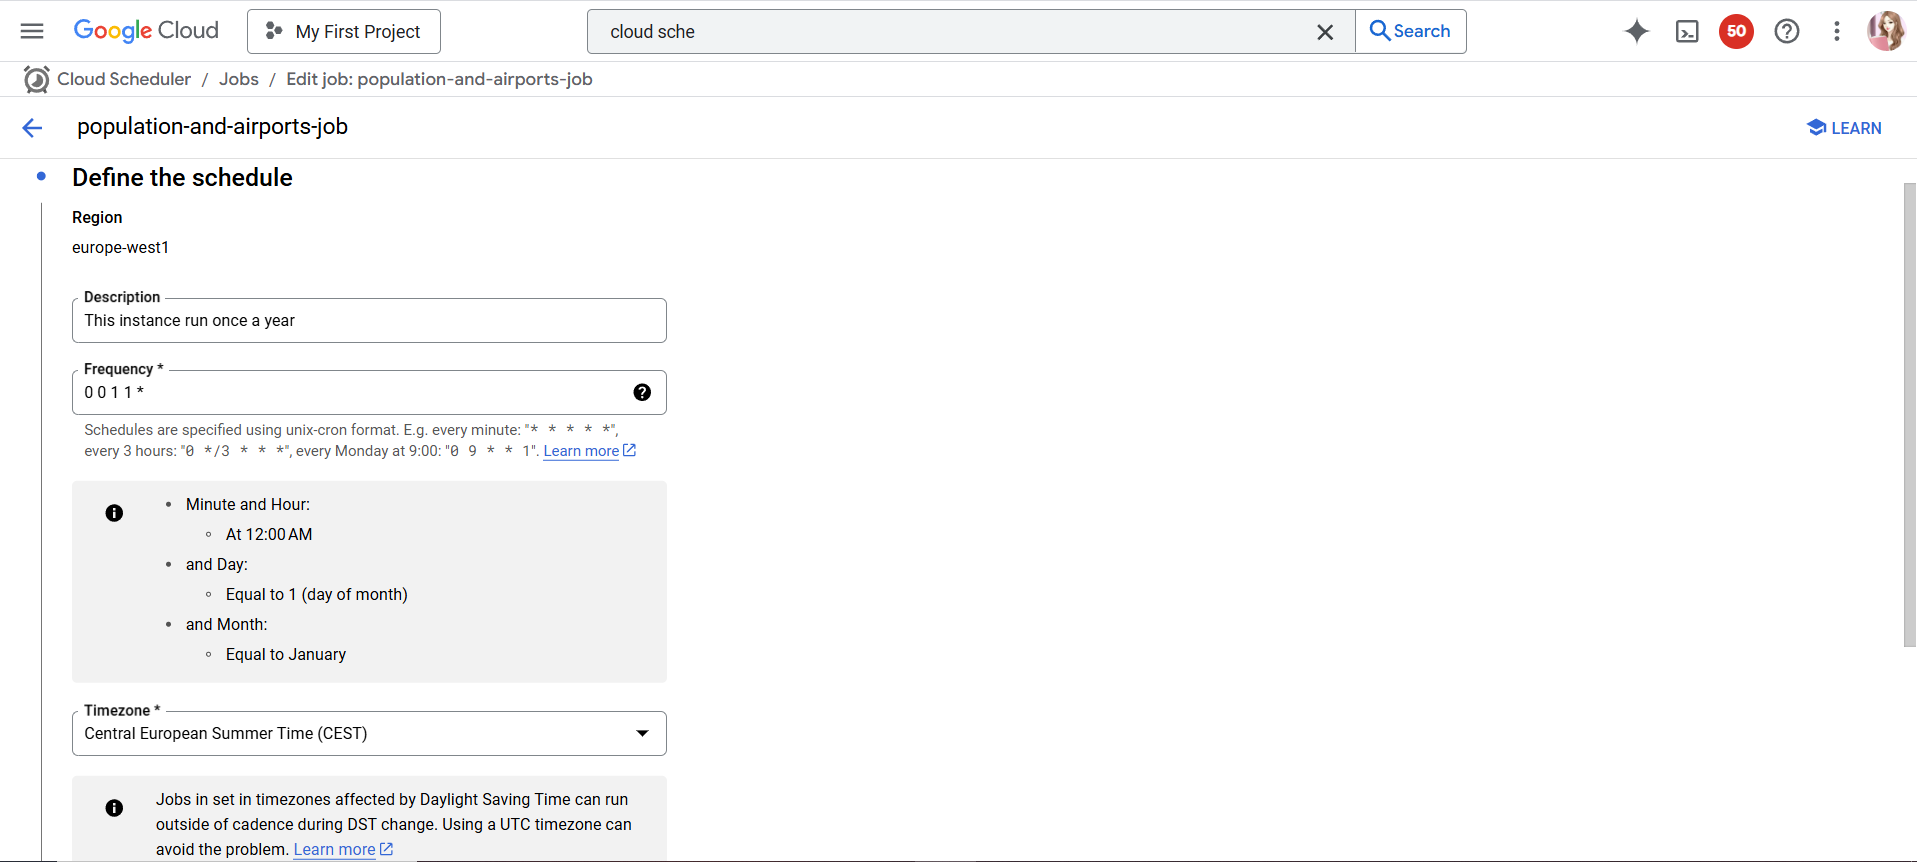 Google Cloud
My First Project
cloud sche
Search
50
Cloud Scheduler / Jobs / Edit job: population-and-airports-job
population-and-airports-job
LEARN
Define the schedule
Region
europe-west1
Description
This instance run once a year
Frequency *
0 0 1 1 *
Schedules are specified using unix-cron format. E.g. every minute: "* * * * *",
every 3 hours: "0 */3 * * *", every Monday at 9:00: "0 9 * * 1". Learn more
Minute and Hour:
At 12:00 AM
and Day:
Equal to 1 (day of month)
and Month:
Equal to January
Timezone *
Central European Summer Time (CEST)
Jobs in set in timezones affected by Daylight Saving Time can run
outside of cadence during DST change. Using a UTC timezone can
avoid the problem. Learn more